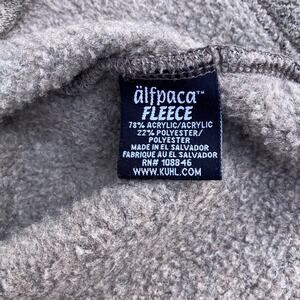 älfpaca™
FLEECE
78% ACRYLIC/ACRYLIC
22% POLYESTER/
POLYESTER
MADE IN EL SALVADOR
FABRIQUE AU EL SALVADOR
RN# 108846
WWW.KUHL.COM